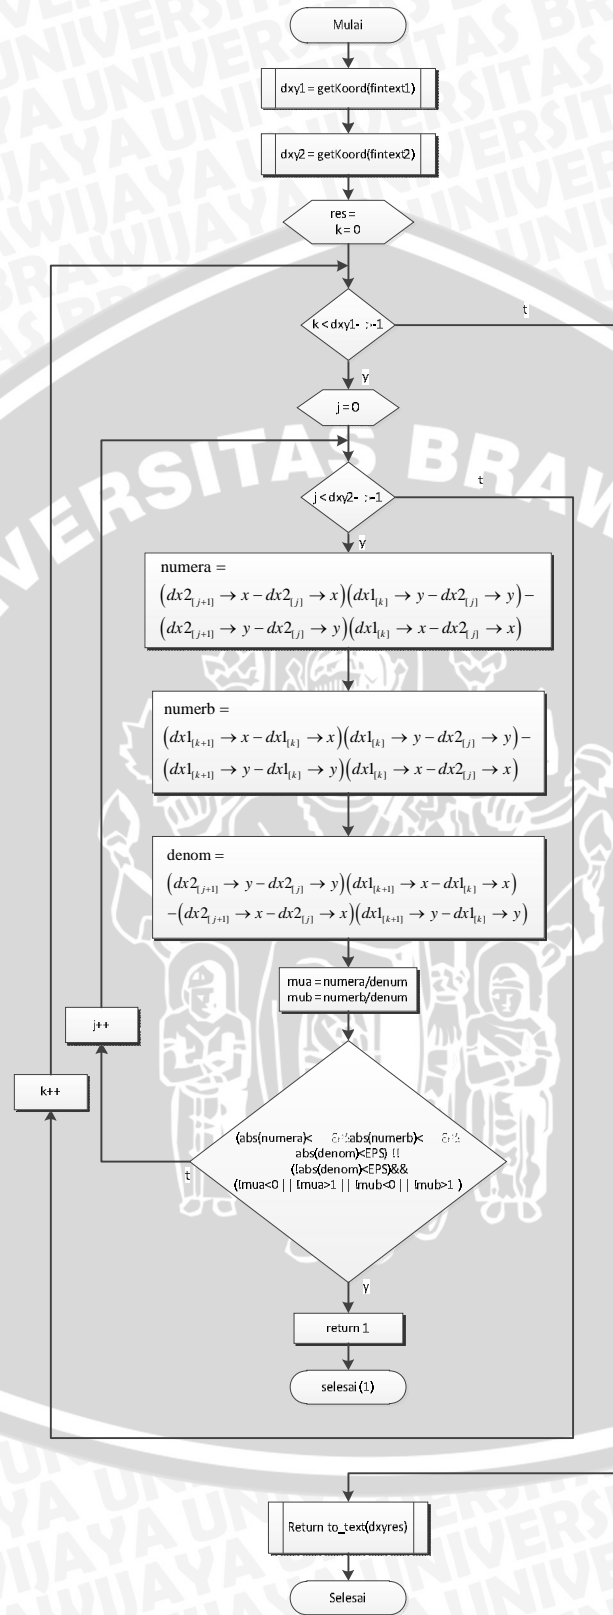 Mulai
dxy1 = getKoord(fintext1)
dxy2 = getKoord(fintext2)
res =
k = 0
k < dxy1- :--1
t
y
j = 0
j < dxy2- :--1
t
y
numera =
(dx2[j+1] → x − dx2[j] → x)(dx1[k] → y − dx2[j] → y) −
(dx2[j+1] → y − dx2[j] → y)(dx1[k] → x − dx2[j] → x)
numerb =
(dx1[k+1] → x − dx1[k] → x)(dx1[k] → y − dx2[j] → y) −
(dx1[k+1] → y − dx1[k] → y)(dx1[k] → x − dx2[j] → x)
denom =
(dx2[j+1] → y − dx2[j] → y)(dx1[k+1] → x − dx1[k] → x)
−(dx2[j+1] → x − dx2[j] → x)(dx1[k+1] → y − dx1[k] → y)
mua = numera/denum
mub = numerb/denum
j++
k++
(abs(numera)< &&abs(numerb)< &&
abs(denom)<EPS) ||
(!abs(denom)<EPS)&&
(!mua<0 || !mua>1 || !mub<0 || !mub>1 )
t
y
return 1
selesai (1)
Return to_text(dxyres)
Selesai
UNIVERSITAS BRAW